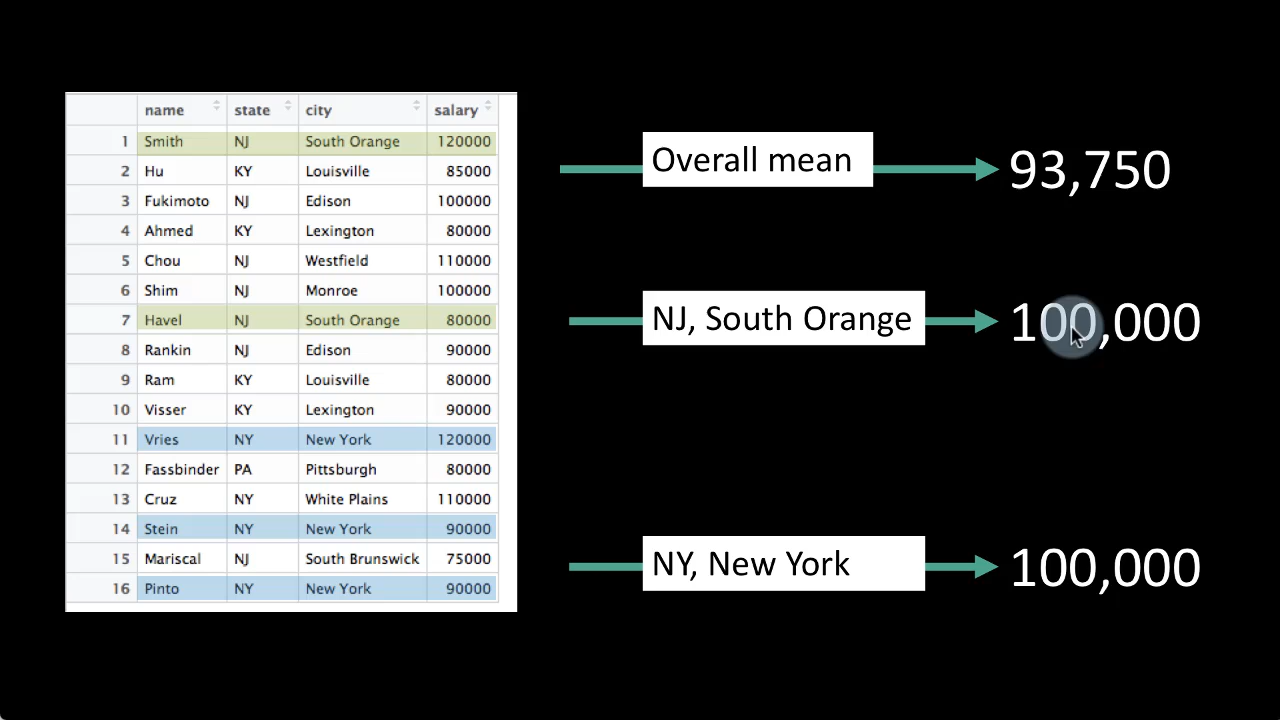 name state city salary
1 Smith NJ South Orange 120000
2 Hu KY Louisville 85000
3 Fukimoto NJ Edison 100000
4 Ahmed KY Lexington 80000
5 Chou NJ Westfield 110000
6 Shim NJ Monroe 100000
7 Havel NJ South Orange 80000
8 Rankin NJ Edison 90000
9 Ram KY Louisville 80000
10 Visser KY Lexington 90000
11 Vries NY New York 120000
12 Fassbinder PA Pittsburgh 80000
13 Cruz NY White Plains 110000
14 Stein NY New York 90000
15 Mariscal NJ South Brunswick 75000
16 Pinto NY New York 90000
Overall mean 93,750
NJ, South Orange 100,000
NY, New York 100,000